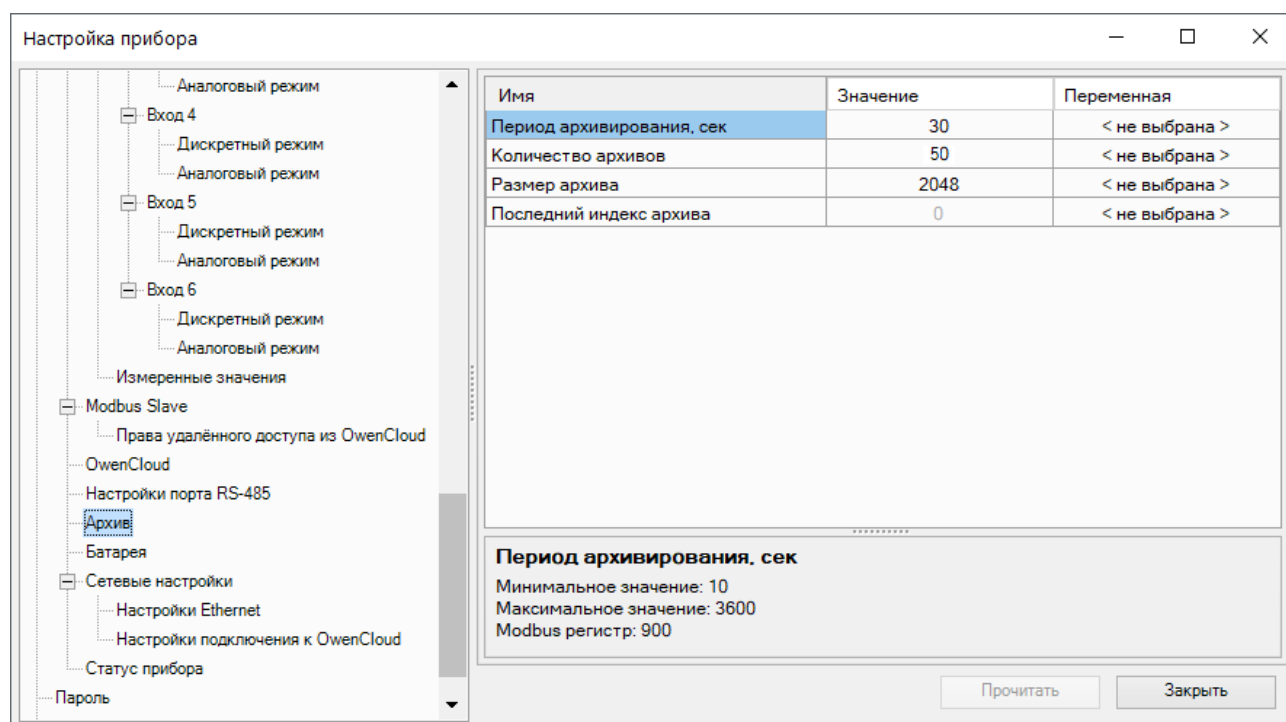 Настройка прибора
Аналоговый режим
Вход 4
Дискретный режим
Аналоговый режим
Вход 5
Дискретный режим
Аналоговый режим
Вход 6
Дискретный режим
Аналоговый режим
Измеренные значения
Modbus Slave
Права удалённого доступа из OwenCloud
OwenCloud
Настройки порта RS-485
Архив
Батарея
Сетевые настройки
Настройки Ethernet
Настройки подключения к OwenCloud
Статус прибора
Пароль
Имя Значение Переменная
Период архивирования, сек 30 < не выбрана >
Количество архивов 50 < не выбрана >
Размер архива 2048 < не выбрана >
Последний индекс архива 0 < не выбрана >
Период архивирования, сек
Минимальное значение: 10
Максимальное значение: 3600
Modbus регистр: 900
Прочитать Закрыть